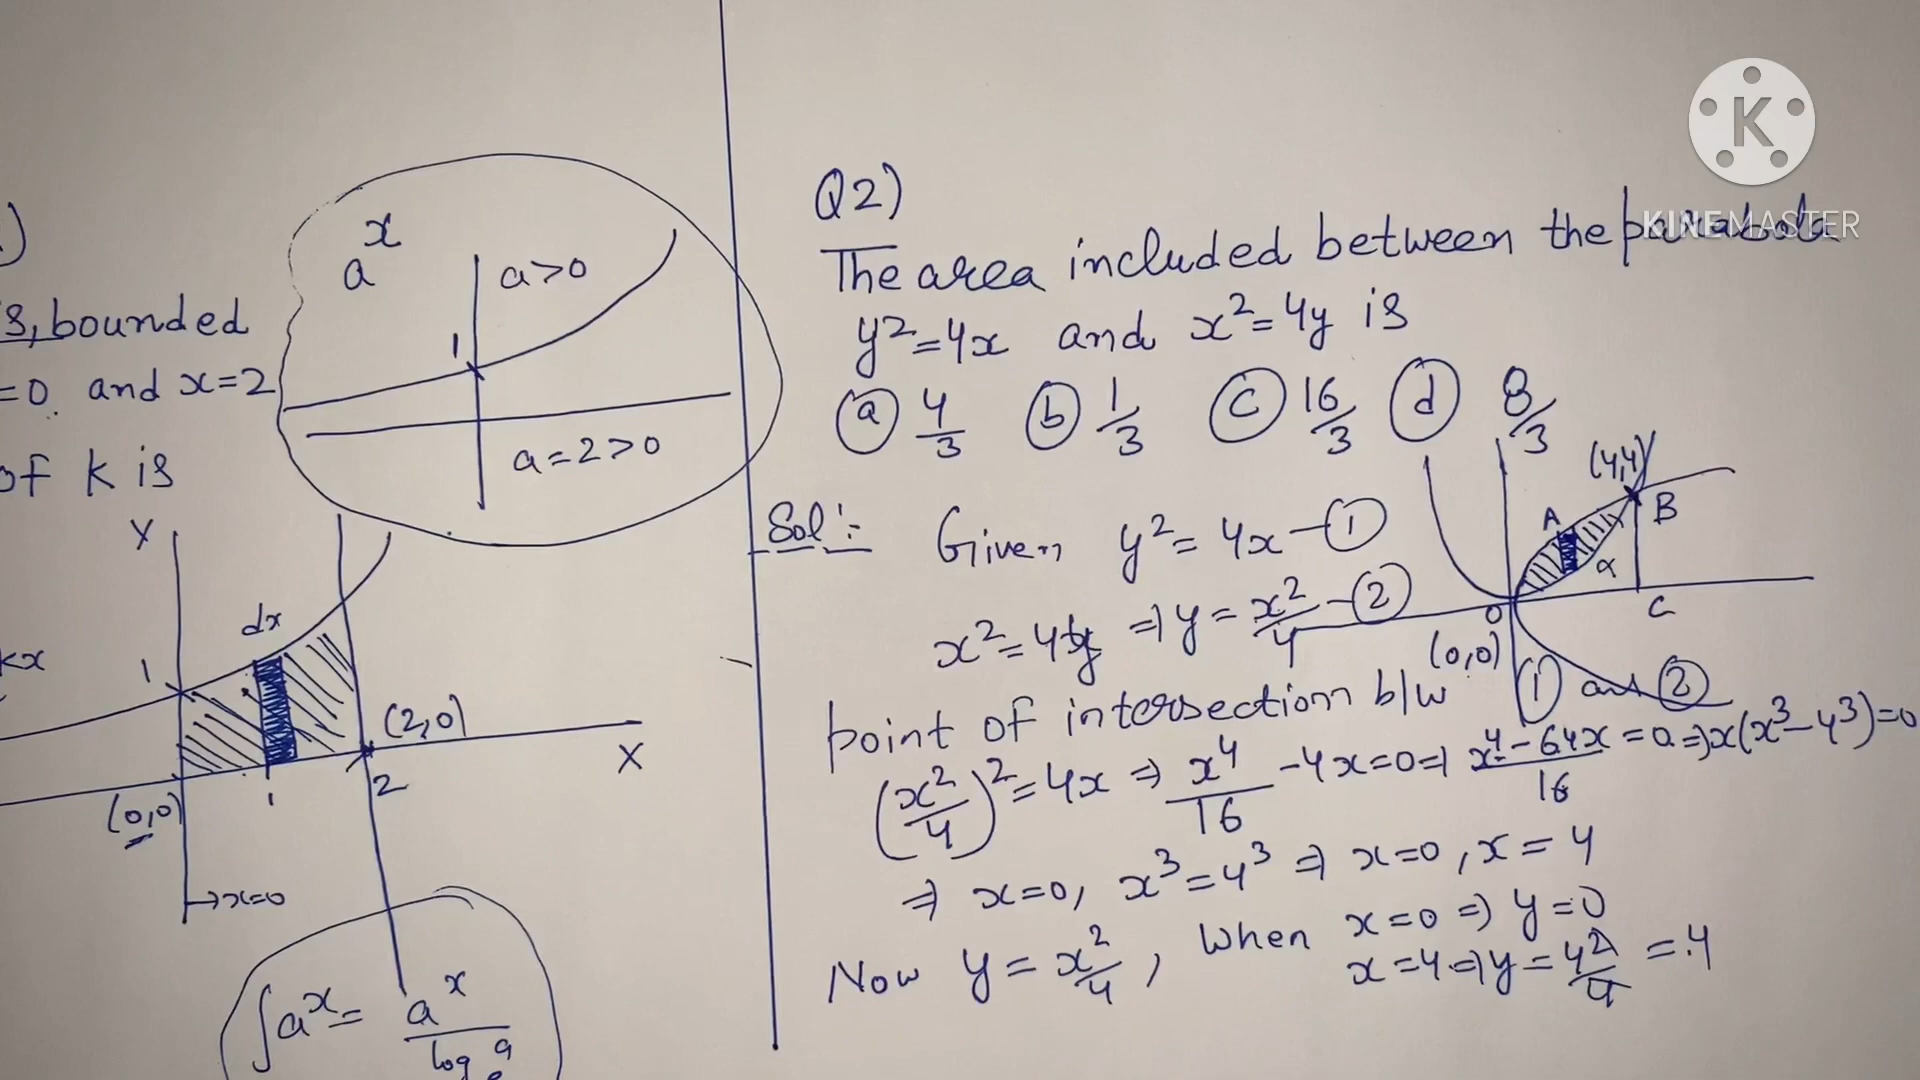 )
s, bounded
=0 and x=2
of k is
a^x
a>0
1
a=2>0
Y
dx
kx
1
(2,0)
X
(0,0)
1
2
→x=0
∫a^x = a^x/log_e a
K
KINEMASTER
Q2)
The area included between the parabola
y²=4x and x²=4y is
(a) 4/3 (b) 1/3 (c) 16/3 (d) 8/3
Sol':- Given y²=4x—(1)
x²=4y ⇒ y=x²/4 —(2)
(4,4)
A
B
O
C
(0,0)
point of intersection b/w (1) and (2)
(x²/4)²=4x ⇒ x⁴/16 -4x=0 ⇒ x⁴-64x/16 =0 ⇒ x(x³-4³)=0
⇒ x=0, x³=4³ ⇒ x=0, x=4
Now y=x²/4, When x=0 ⇒ y=0
x=4 ⇒ y=4²/4 =4